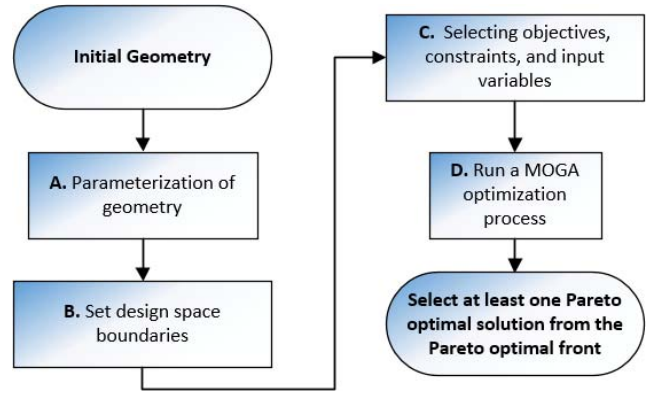 Initial Geometry
A. Parameterization of
geometry
B. Set design space
boundaries
C. Selecting objectives,
constraints, and input
variables
D. Run a MOGA
optimization
process
Select at least one Pareto
optimal solution from the
Pareto optimal front